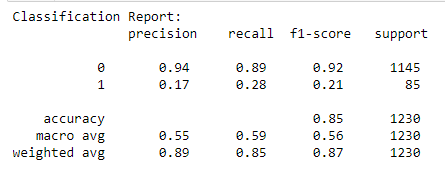 Classification Report:
precision recall f1-score support
0 0.94 0.89 0.92 1145
1 0.17 0.28 0.21 85
accuracy 0.85 1230
macro avg 0.55 0.59 0.56 1230
weighted avg 0.89 0.85 0.87 1230